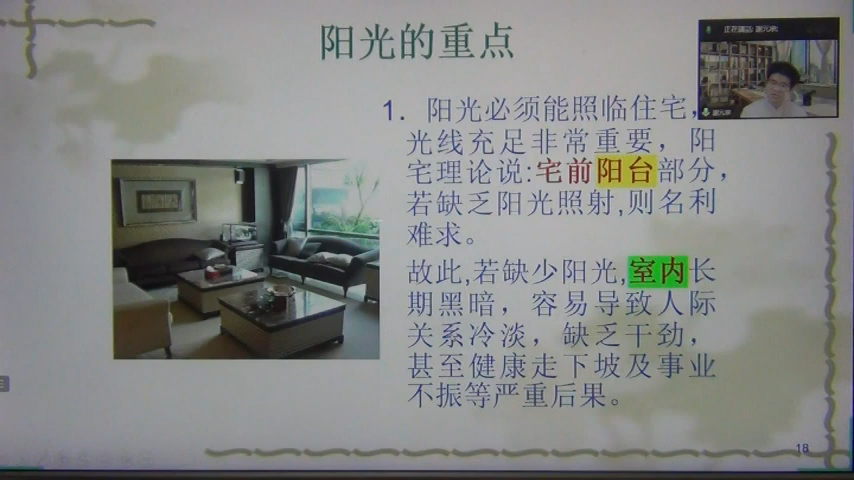 阳光的重点
正在讲话:
1. 阳光必须能照临住宅，
光线充足非常重要，阳
宅理论说:宅前阳台部分，
若缺乏阳光照射,则名利
难求。
故此,若缺少阳光,室内长
期黑暗，容易导致人际
关系冷淡，缺乏干劲，
甚至健康走下坡及事业
不振等严重后果。
18